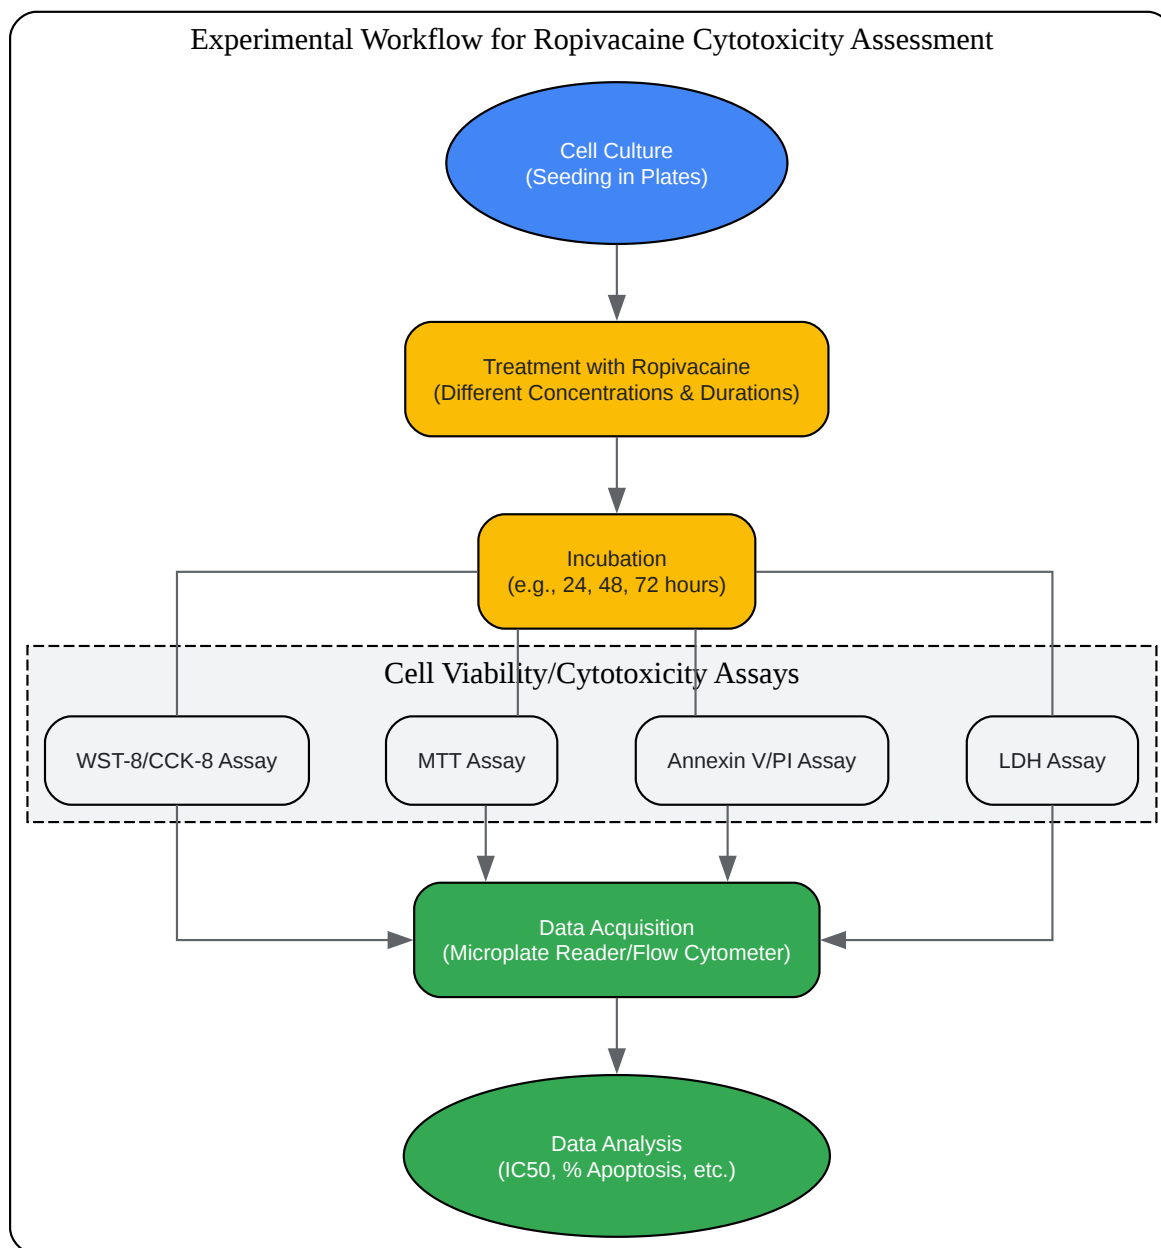 Experimental Workflow for Ropivacaine Cytotoxicity Assessment
Cell Culture
(Seeding in Plates)
Treatment with Ropivacaine
(Different Concentrations & Durations)
Incubation
(e.g., 24, 48, 72 hours)
Cell Viability/Cytotoxicity Assays
WST-8/CCK-8 Assay
MTT Assay
Annexin V/PI Assay
LDH Assay
Data Acquisition
(Microplate Reader/Flow Cytometer)
Data Analysis
(IC50, % Apoptosis, etc.)